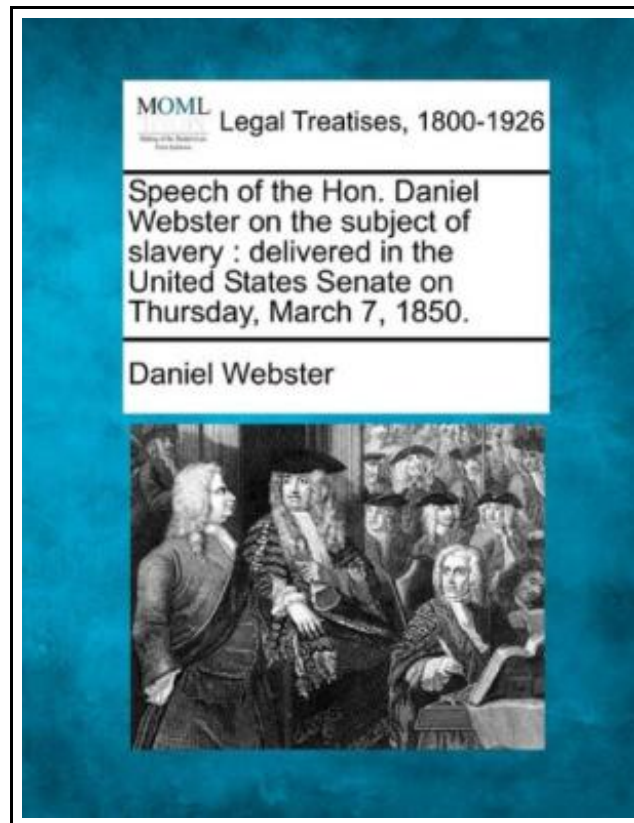 MOML
Legal Treatises, 1800-1926
Speech of the Hon. Daniel
Webster on the subject of
slavery : delivered in the
United States Senate on
Thursday, March 7, 1850.
Daniel Webster